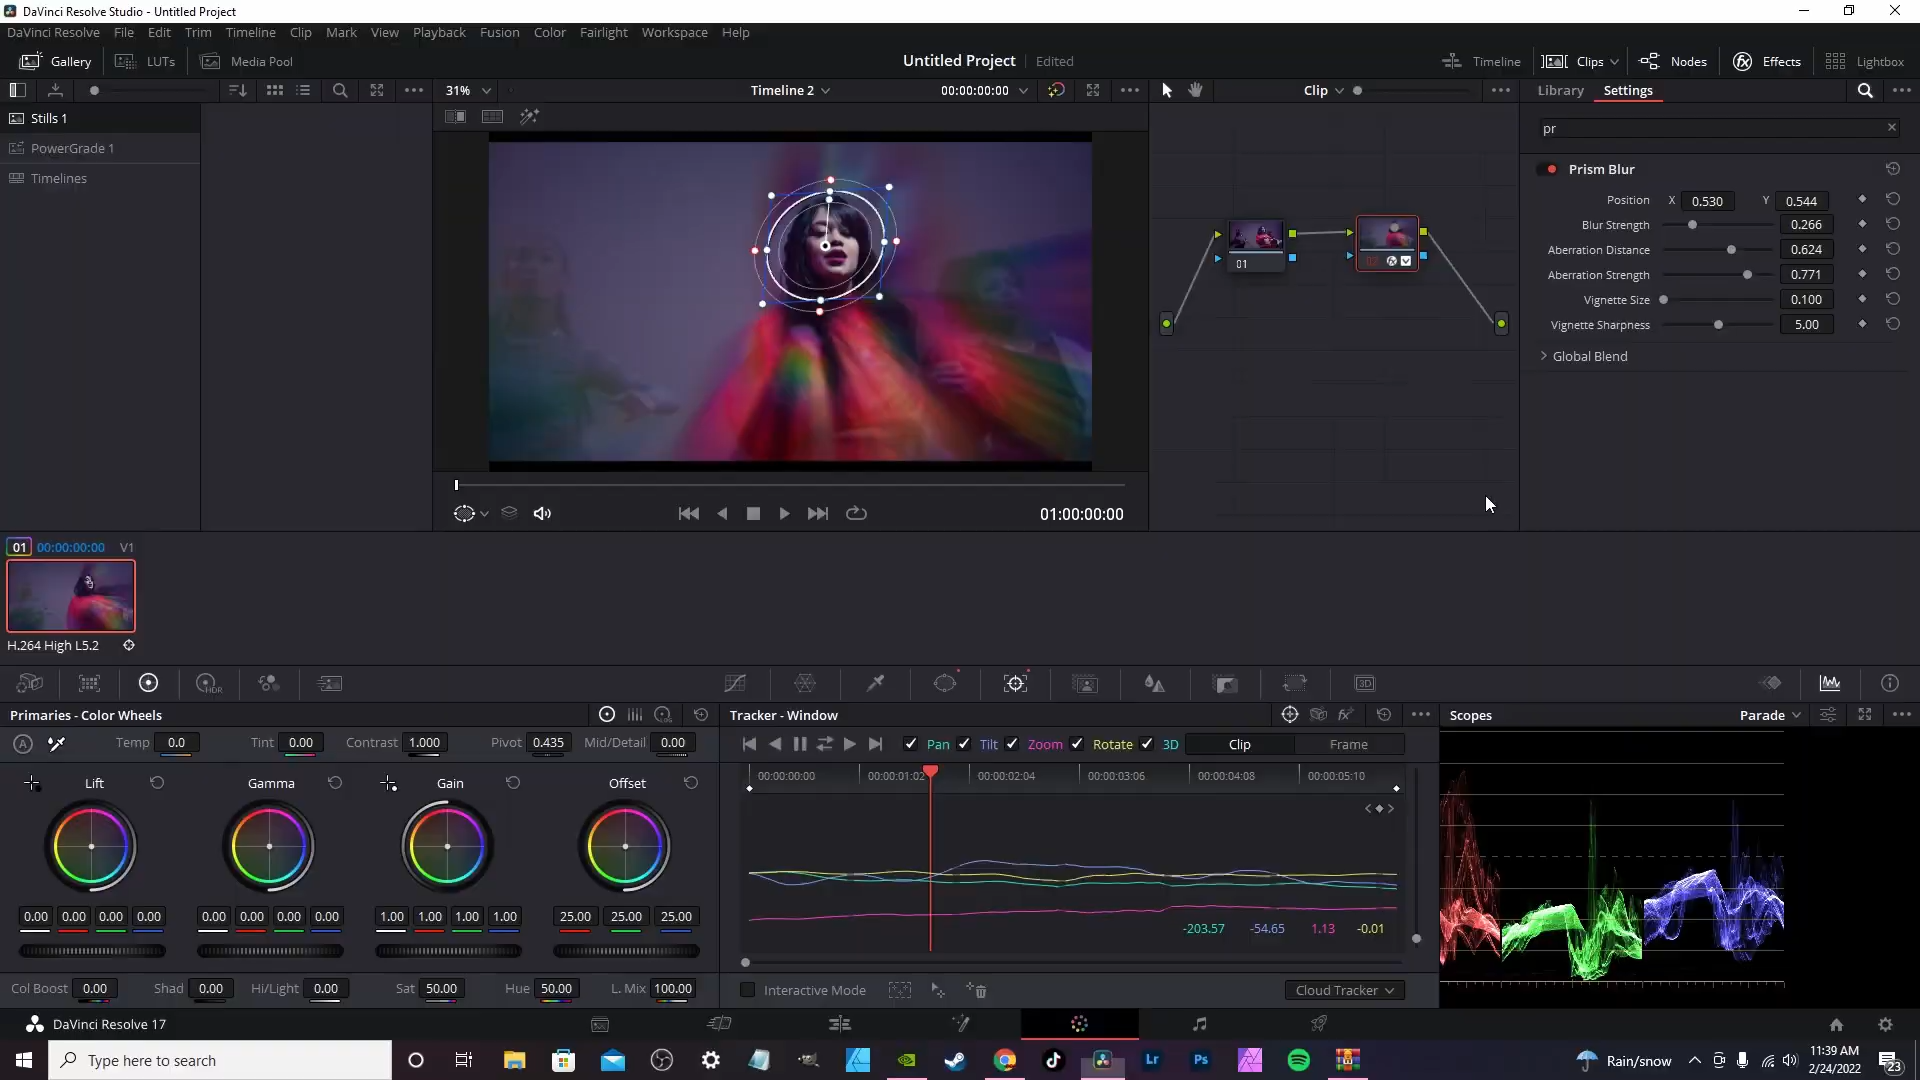 DaVinci Resolve Studio - Untitled Project
DaVinci Resolve File Edit Trim Timeline Clip Mark View Playback Fusion Color Fairlight Workspace Help
Gallery LUTs Media Pool Untitled Project Edited Timeline Clips Nodes Effects Lightbox
31% Timeline 2 00:00:00:00 Clip Library Settings
Stills 1
PowerGrade 1
Timelines
pr
Prism Blur
Position X 0.530 Y 0.544
Blur Strength 0.266
Aberration Distance 0.624
Aberration Strength 0.771
Vignette Size 0.100
Vignette Sharpness 5.00
Global Blend
01
01:00:00:00
01 00:00:00:00 V1
H.264 High L5.2
HDR
3D
Primaries - Color Wheels
Tracker - Window
Scopes
Parade
Temp 0.0 Tint 0.00 Contrast 1.000 Pivot 0.435 Mid/Detail 0.00
Pan Tilt Zoom Rotate 3D Clip Frame
00:00:00:00 00:00:01:02 00:00:02:04 00:00:03:06 00:00:04:08 00:00:05:10
Lift Gamma Gain Offset
0.00 0.00 0.00 0.00 0.00 0.00 0.00 0.00 1.00 1.00 1.00 1.00 25.00 25.00 25.00
-203.57 -54.65 1.13 -0.01
Col Boost 0.00 Shad 0.00 Hi/Light 0.00 Sat 50.00 Hue 50.00 L. Mix 100.00
Interactive Mode Cloud Tracker
DaVinci Resolve 17
Type here to search
Lr
Ps
Rain/snow
11:39 AM
2/24/2022
23